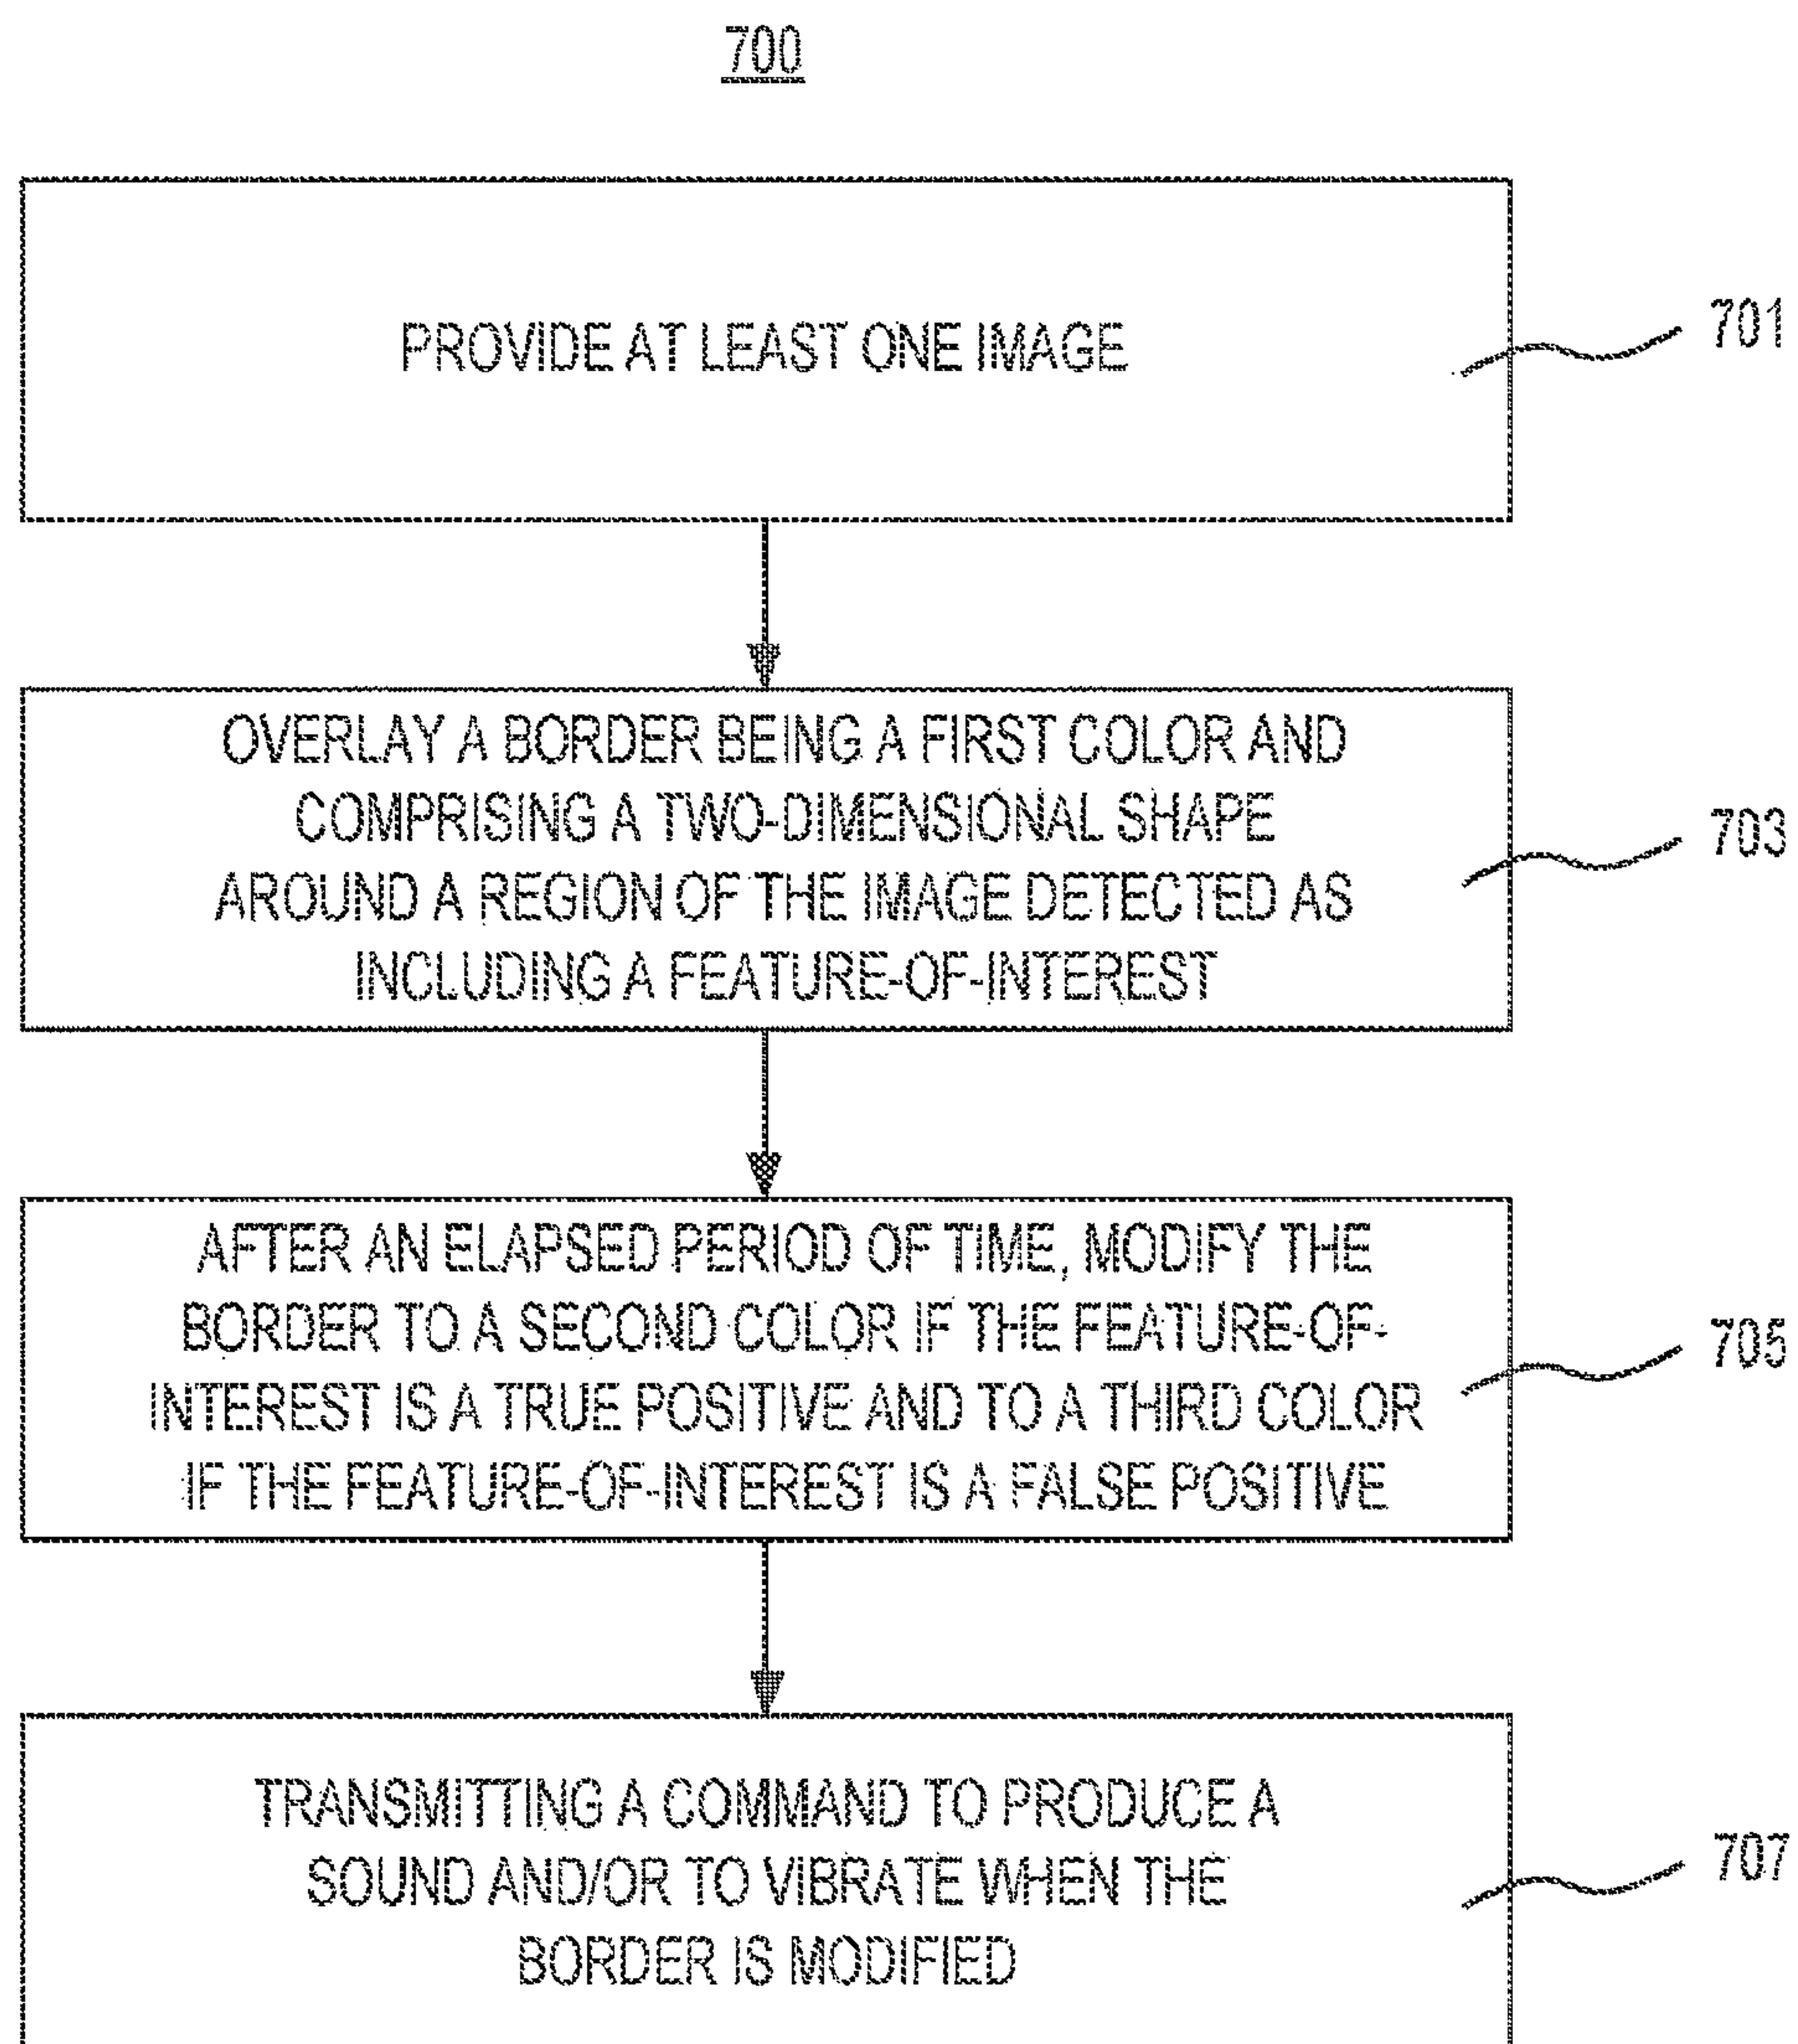 700
PROVIDE AT LEAST ONE IMAGE
701
OVERLAY A BORDER BEING A FIRST COLOR AND
COMPRISING A TWO-DIMENSIONAL SHAPE
AROUND A REGION OF THE IMAGE DETECTED AS
INCLUDING A FEATURE-OF-INTEREST
703
AFTER AN ELAPSED PERIOD OF TIME, MODIFY THE
BORDER TO A SECOND COLOR IF THE FEATURE-OF-
INTEREST IS A TRUE POSITIVE AND TO A THIRD COLOR
IF THE FEATURE-OF-INTEREST IS A FALSE POSITIVE
705
TRANSMITTING A COMMAND TO PRODUCE A
SOUND AND/OR TO VIBRATE WHEN THE
BORDER IS MODIFIED
707